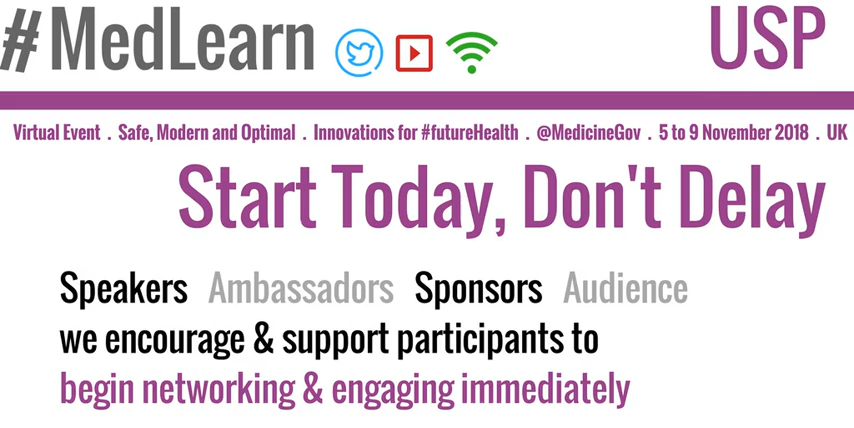 #MedLearn USP
Virtual Event . Safe, Modern and Optimal . Innovations for #futureHealth . @MedicineGov . 5 to 9 November 2018 . UK
Start Today, Don't Delay
Speakers Ambassadors Sponsors Audience
we encourage & support participants to
begin networking & engaging immediately